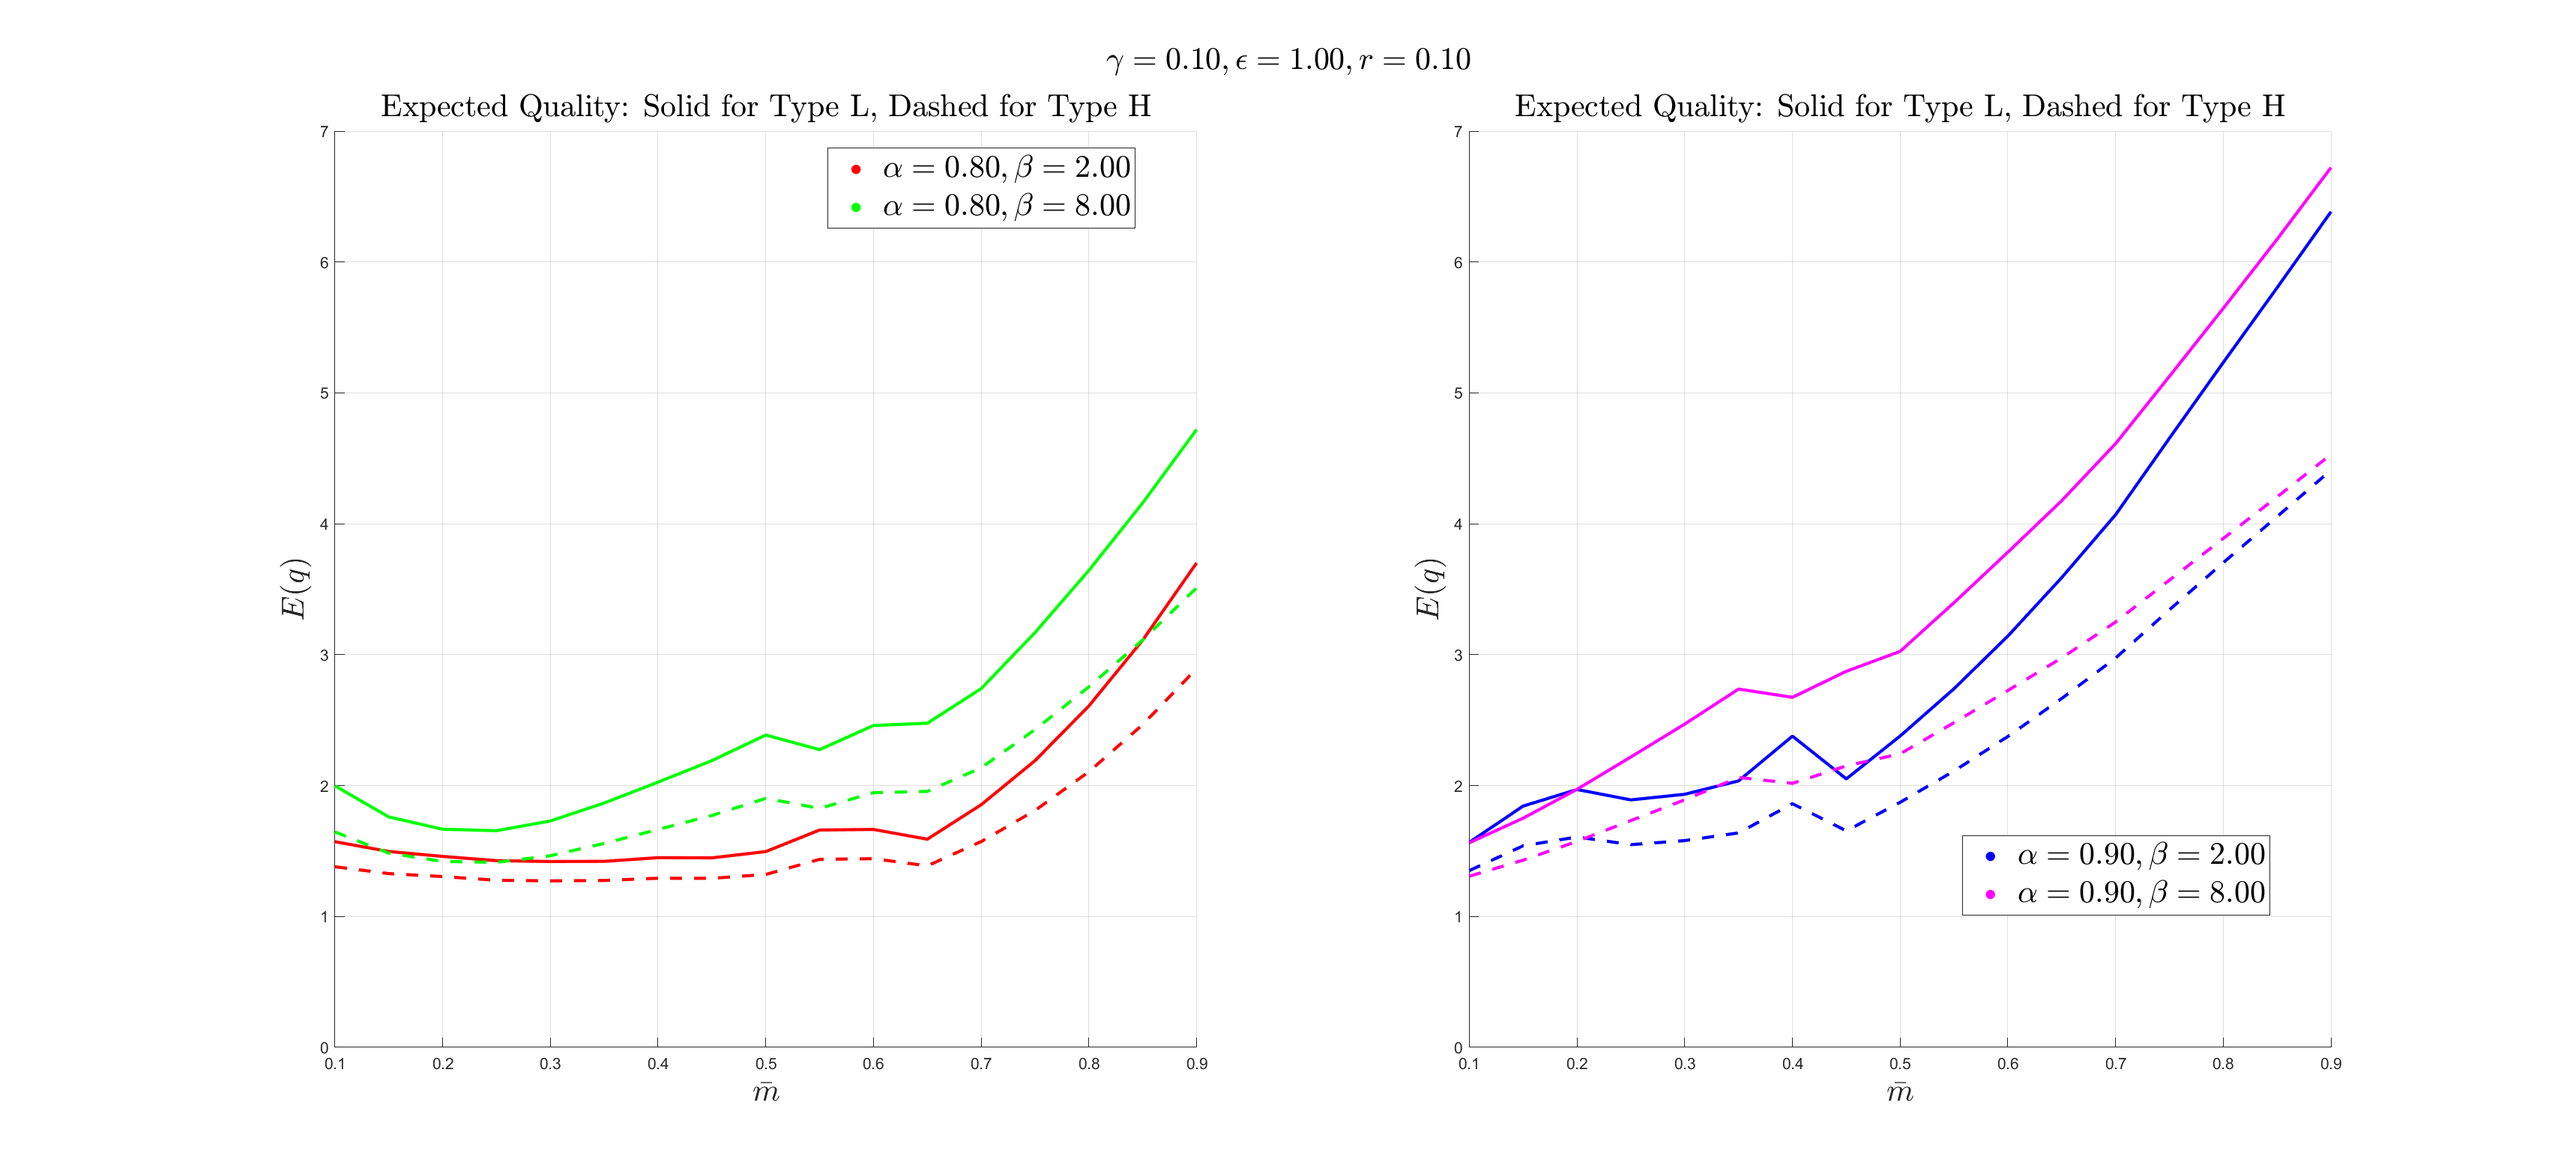 γ = 0.10, ϵ = 1.00, r = 0.10
Expected Quality: Solid for Type L, Dashed for Type H
7
6
5
4
3
2
1
0
E(q)
α = 0.80, β = 2.00
α = 0.80, β = 8.00
0.1 0.2 0.3 0.4 0.5 0.6 0.7 0.8 0.9
m̄
Expected Quality: Solid for Type L, Dashed for Type H
7
6
5
4
3
2
1
0
E(q)
α = 0.90, β = 2.00
α = 0.90, β = 8.00
0.1 0.2 0.3 0.4 0.5 0.6 0.7 0.8 0.9
m̄